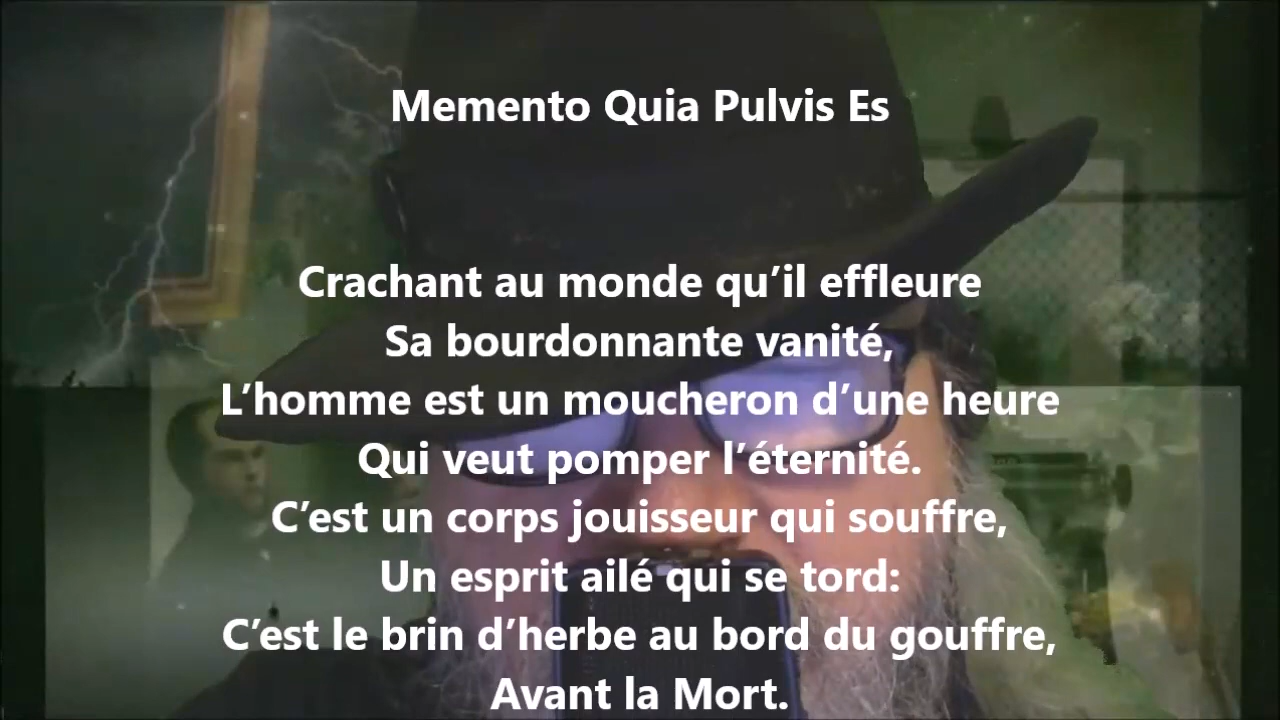 Memento Quia Pulvis Es
Crachant au monde qu’il effleure
Sa bourdonnante vanité,
L’homme est un moucheron d’une heure
Qui veut pomper l’éternité.
C’est un corps jouisseur qui souffre,
Un esprit ailé qui se tord:
C’est le brin d’herbe au bord du gouffre,
Avant la Mort.